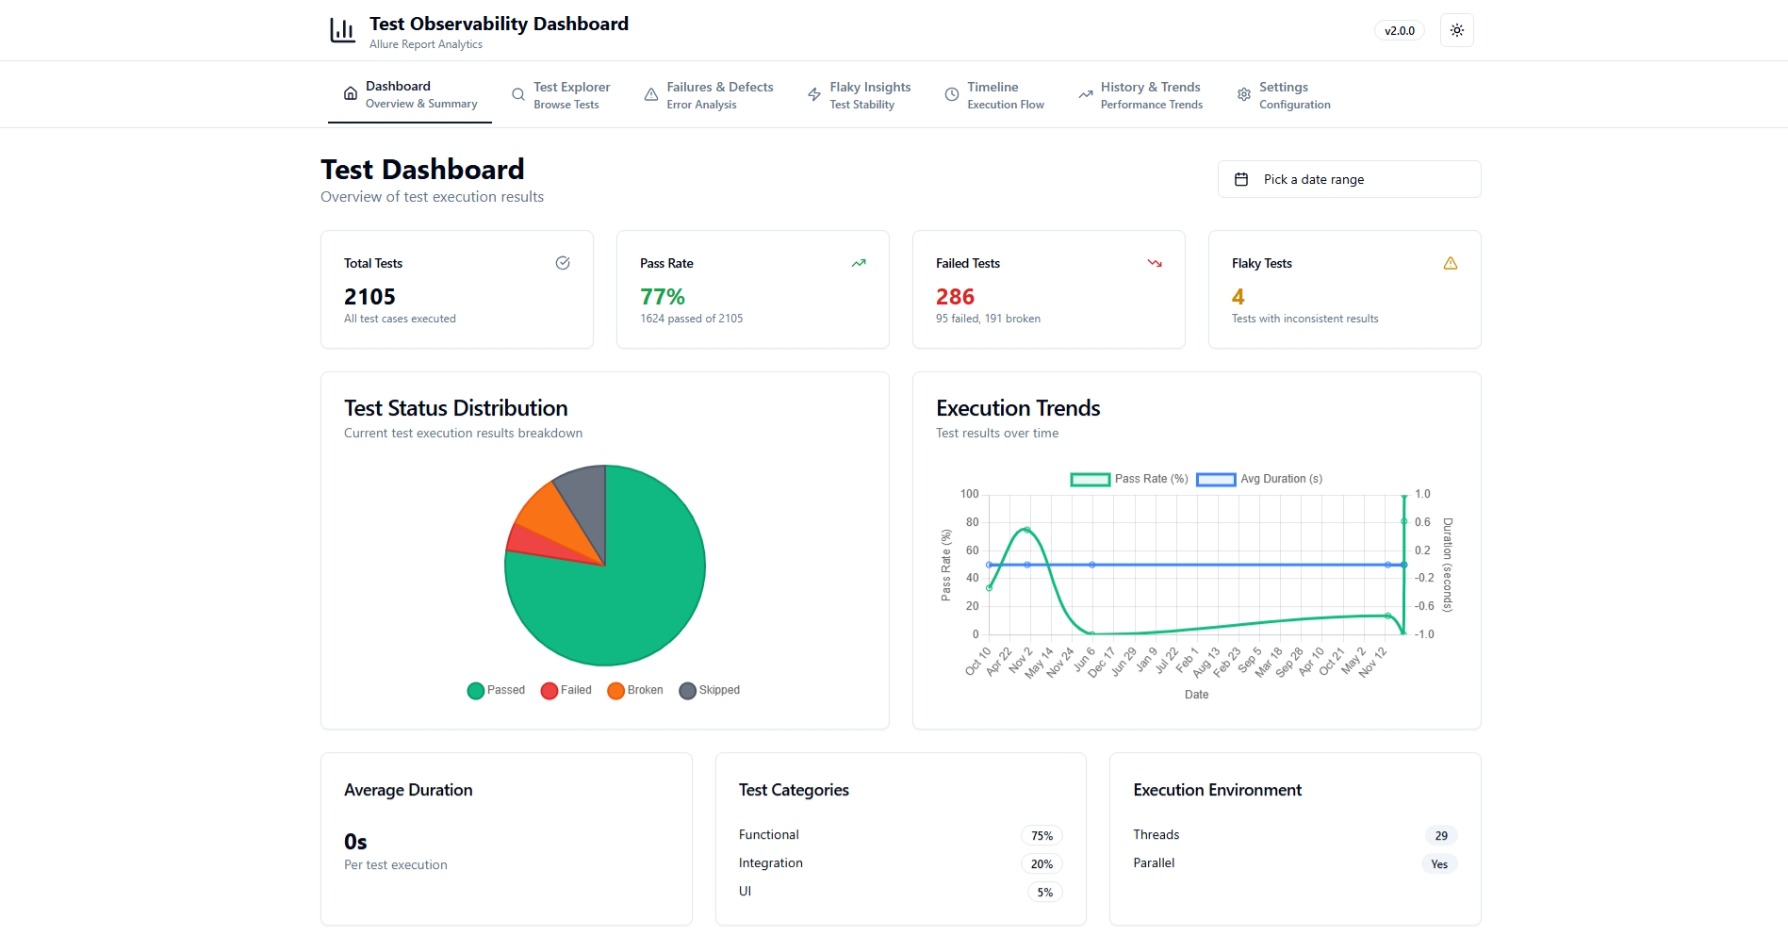 Test Observability Dashboard
Allure Report Analytics
v2.0.0
Dashboard
Overview & Summary
Test Explorer
Browse Tests
Failures & Defects
Error Analysis
Flaky Insights
Test Stability
Timeline
Execution Flow
History & Trends
Performance Trends
Settings
Configuration
Test Dashboard
Overview of test execution results
Pick a date range
Total Tests
2105
All test cases executed
Pass Rate
77%
1624 passed of 2105
Failed Tests
286
95 failed, 191 broken
Flaky Tests
4
Tests with inconsistent results
Test Status Distribution
Current test execution results breakdown
Passed
Failed
Broken
Skipped
Execution Trends
Test results over time
Pass Rate (%)
Avg Duration (s)
Pass Rate (%)
100
80
60
40
20
0
1.0
0.6
0.2
-0.2
-0.6
-1.0
Duration (seconds)
Oct 10
Apr 22
Nov 2
May 14
Nov 24
Jun 6
Dec 17
Jun 29
Jan 9
Jul 22
Feb 1
Aug 13
Feb 23
Sep 5
Mar 18
Sep 28
Apr 10
Oct 21
May 2
Nov 12
Date
Average Duration
0s
Per test execution
Test Categories
Functional 75%
Integration 20%
UI 5%
Execution Environment
Threads 29
Parallel Yes